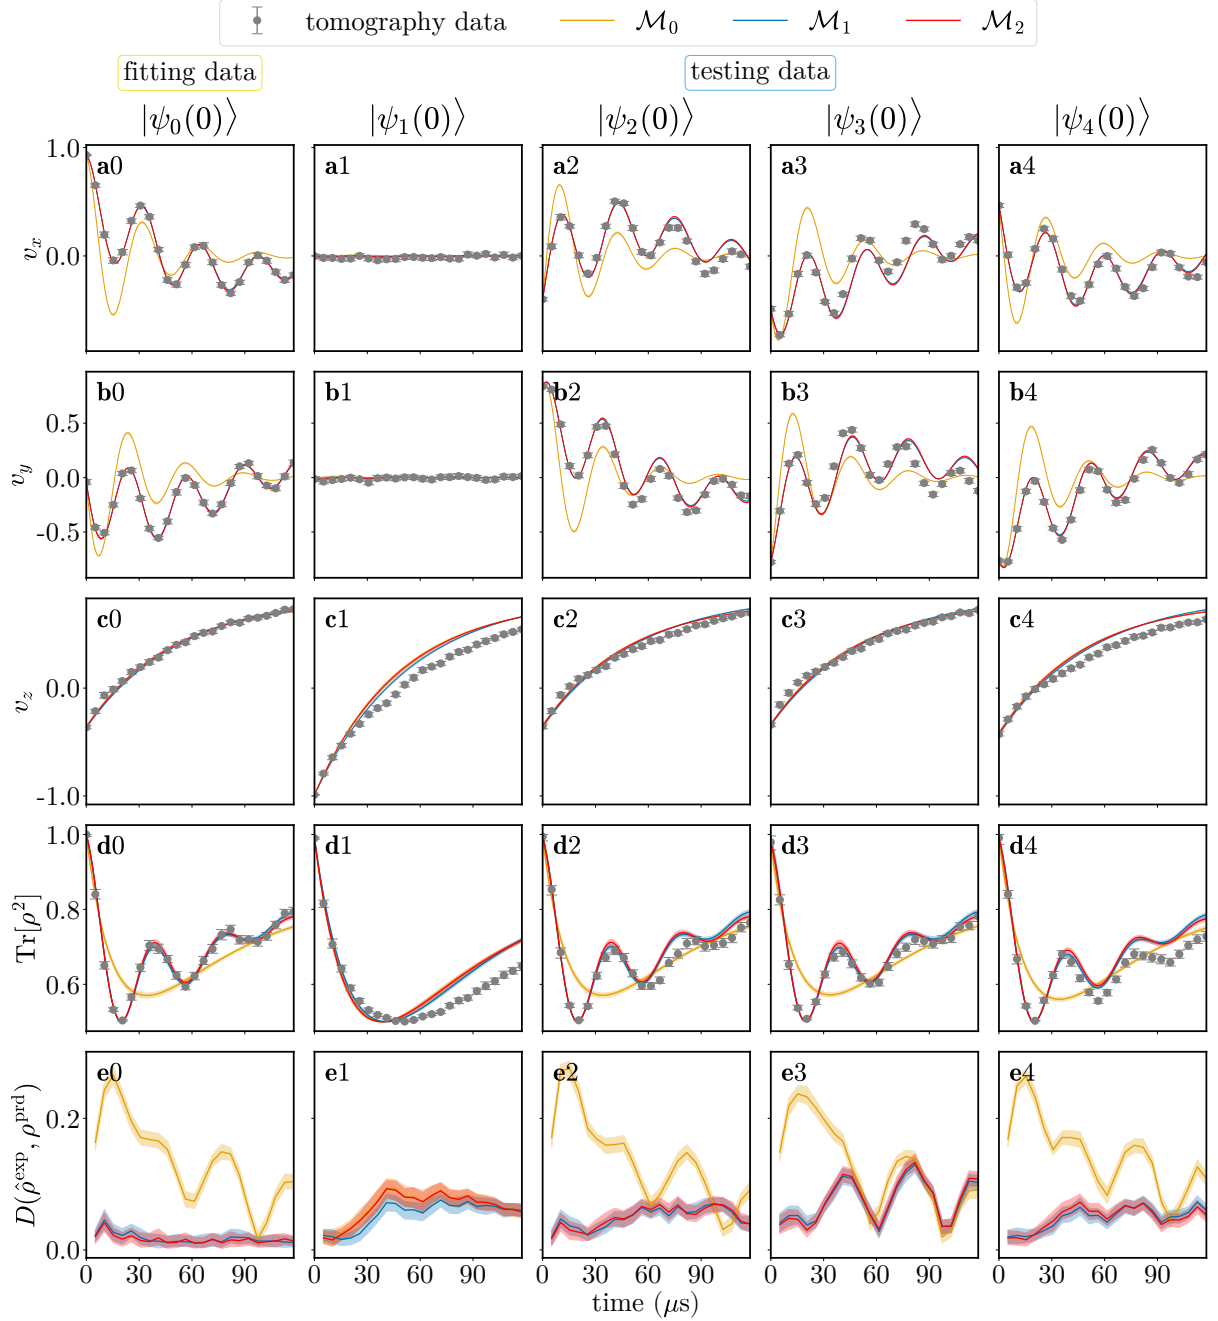 tomography data 𝓜₀ 𝓜₁ 𝓜₂
fitting data testing data
|ψ₀(0)⟩ |ψ₁(0)⟩ |ψ₂(0)⟩ |ψ₃(0)⟩ |ψ₄(0)⟩
a0 a1 a2 a3 a4
1.0
0.0
vₓ
b0 b1 b2 b3 b4
0.5
0.0
-0.5
v_y
c0 c1 c2 c3 c4
0.0
-1.0
v_z
d0 d1 d2 d3 d4
1.0
0.8
0.6
Tr[ρ²]
e0 e1 e2 e3 e4
0.2
0.0
D(ρ̂ᵉˣᵖ, ρᵖʳᵈ)
0 30 60 90 0 30 60 90 0 30 60 90 0 30 60 90 0 30 60 90
time (μs)